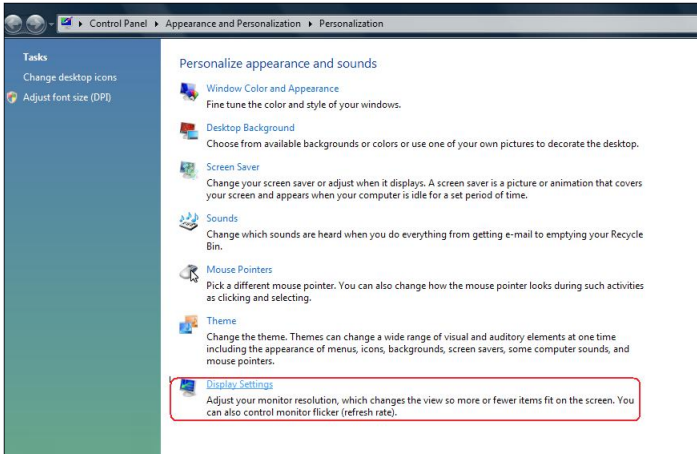 Control Panel ▸ Appearance and Personalization ▸ Personalization
Tasks
Change desktop icons
Adjust font size (DPI)
Personalize appearance and sounds
Window Color and Appearance
Fine tune the color and style of your windows.
Desktop Background
Choose from available backgrounds or colors or use one of your own pictures to decorate the desktop.
Screen Saver
Change your screen saver or adjust when it displays. A screen saver is a picture or animation that covers
your screen and appears when your computer is idle for a set period of time.
Sounds
Change which sounds are heard when you do everything from getting e-mail to emptying your Recycle
Bin.
Mouse Pointers
Pick a different mouse pointer. You can also change how the mouse pointer looks during such activities
as clicking and selecting.
Theme
Change the theme. Themes can change a wide range of visual and auditory elements at one time
including the appearance of menus, icons, backgrounds, screen savers, some computer sounds, and
mouse pointers.
Display Settings
Adjust your monitor resolution, which changes the view so more or fewer items fit on the screen. You
can also control monitor flicker (refresh rate).